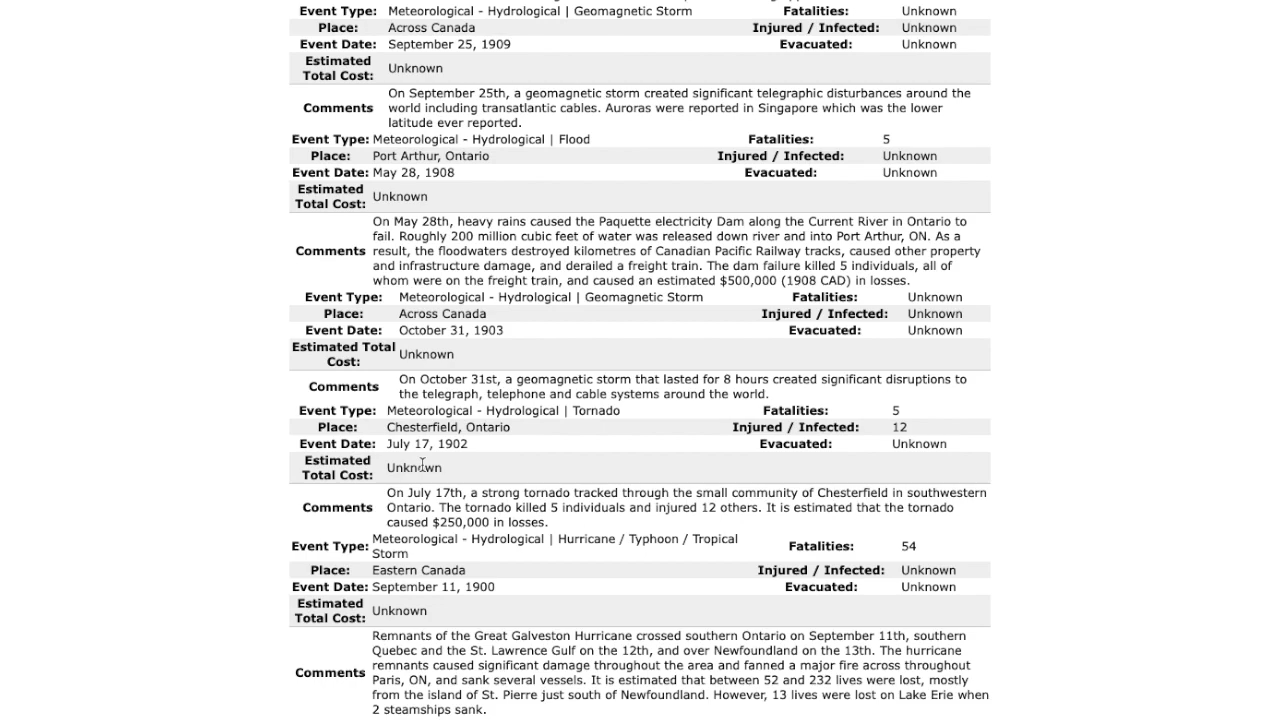 Event Type: Meteorological - Hydrological | Geomagnetic Storm Fatalities: Unknown
Place: Across Canada Injured / Infected: Unknown
Event Date: September 25, 1909 Evacuated: Unknown
Estimated
Total Cost: Unknown
On September 25th, a geomagnetic storm created significant telegraphic disturbances around the
Comments world including transatlantic cables. Auroras were reported in Singapore which was the lower
latitude ever reported.
Event Type: Meteorological - Hydrological | Flood Fatalities: 5
Place: Port Arthur, Ontario Injured / Infected: Unknown
Event Date: May 28, 1908 Evacuated: Unknown
Estimated
Total Cost: Unknown
On May 28th, heavy rains caused the Paquette electricity Dam along the Current River in Ontario to
fail. Roughly 200 million cubic feet of water was released down river and into Port Arthur, ON. As a
Comments result, the floodwaters destroyed kilometres of Canadian Pacific Railway tracks, caused other property
and infrastructure damage, and derailed a freight train. The dam failure killed 5 individuals, all of
whom were on the freight train, and caused an estimated $500,000 (1908 CAD) in losses.
Event Type: Meteorological - Hydrological | Geomagnetic Storm Fatalities: Unknown
Place: Across Canada Injured / Infected: Unknown
Event Date: October 31, 1903 Evacuated: Unknown
Estimated Total
Cost: Unknown
On October 31st, a geomagnetic storm that lasted for 8 hours created significant disruptions to
Comments the telegraph, telephone and cable systems around the world.
Event Type: Meteorological - Hydrological | Tornado Fatalities: 5
Place: Chesterfield, Ontario Injured / Infected: 12
Event Date: July 17, 1902 Evacuated: Unknown
Estimated
Total Cost: Unknown
On July 17th, a strong tornado tracked through the small community of Chesterfield in southwestern
Comments Ontario. The tornado killed 5 individuals and injured 12 others. It is estimated that the tornado
caused $250,000 in losses.
Event Type: Meteorological - Hydrological | Hurricane / Typhoon / Tropical Fatalities: 54
Storm
Place: Eastern Canada Injured / Infected: Unknown
Event Date: September 11, 1900 Evacuated: Unknown
Estimated
Total Cost: Unknown
Remnants of the Great Galveston Hurricane crossed southern Ontario on September 11th, southern
Quebec and the St. Lawrence Gulf on the 12th, and over Newfoundland on the 13th. The hurricane
remnants caused significant damage throughout the area and fanned a major fire across throughout
Comments Paris, ON, and sank several vessels. It is estimated that between 52 and 232 lives were lost, mostly
from the island of St. Pierre just south of Newfoundland. However, 13 lives were lost on Lake Erie when
2 steamships sank.